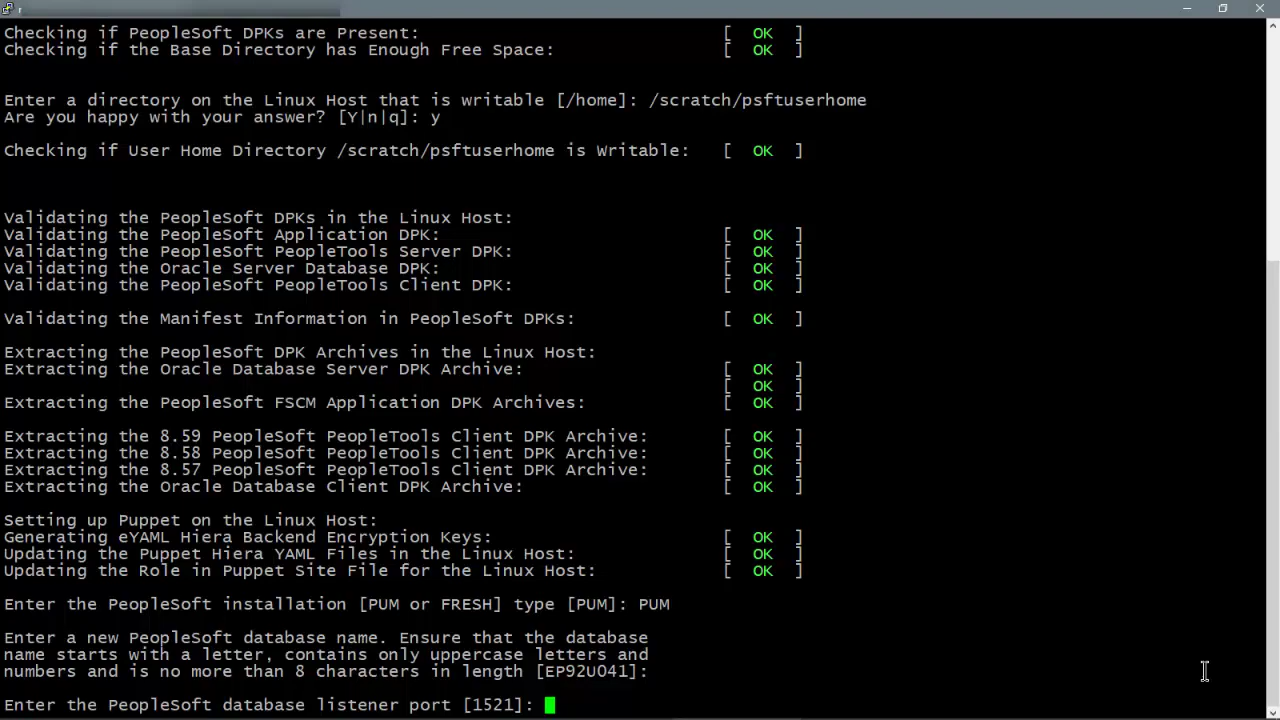 Checking if PeopleSoft DPKs are Present: [ OK ]
Checking if the Base Directory has Enough Free Space: [ OK ]
Enter a directory on the Linux Host that is writable [/home]: /scratch/psftuserhome
Are you happy with your answer? [Y|n|q]: y
Checking if User Home Directory /scratch/psftuserhome is Writable: [ OK ]
Validating the PeopleSoft DPKs in the Linux Host:
Validating the PeopleSoft Application DPK: [ OK ]
Validating the PeopleSoft PeopleTools Server DPK: [ OK ]
Validating the Oracle Server Database DPK: [ OK ]
Validating the PeopleSoft PeopleTools Client DPK: [ OK ]
Validating the Manifest Information in PeopleSoft DPKs: [ OK ]
Extracting the PeopleSoft DPK Archives in the Linux Host:
Extracting the Oracle Database Server DPK Archive: [ OK ]
[ OK ]
Extracting the PeopleSoft FSCM Application DPK Archives: [ OK ]
Extracting the 8.59 PeopleSoft PeopleTools Client DPK Archive: [ OK ]
Extracting the 8.58 PeopleSoft PeopleTools Client DPK Archive: [ OK ]
Extracting the 8.57 PeopleSoft PeopleTools Client DPK Archive: [ OK ]
Extracting the Oracle Database Client DPK Archive: [ OK ]
Setting up Puppet on the Linux Host:
Generating eYAML Hiera Backend Encryption Keys: [ OK ]
Updating the Puppet Hiera YAML Files in the Linux Host: [ OK ]
Updating the Role in Puppet Site File for the Linux Host: [ OK ]
Enter the PeopleSoft installation [PUM or FRESH] type [PUM]: PUM
Enter a new PeopleSoft database name. Ensure that the database
name starts with a letter, contains only uppercase letters and
numbers and is no more than 8 characters in length [EP92U041]:
Enter the PeopleSoft database listener port [1521]: